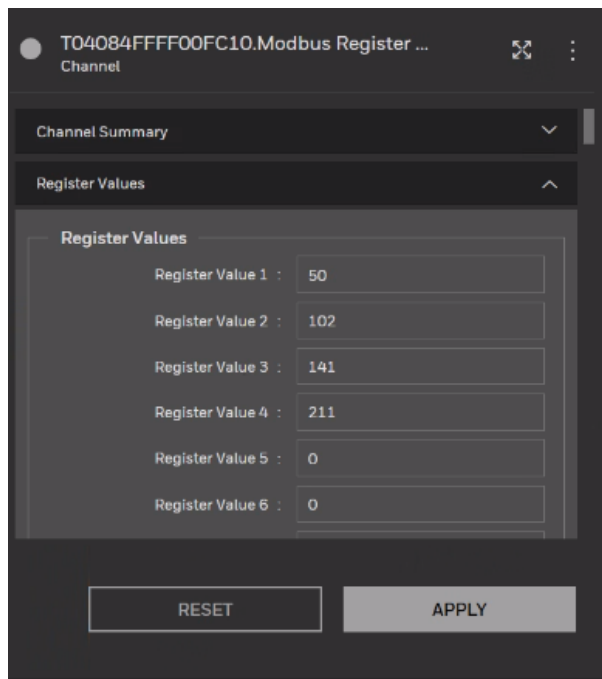 T04084FFFF00FC10.Modbus Register ...
Channel
Channel Summary
Register Values
Register Values
Register Value 1 : 50
Register Value 2 : 102
Register Value 3 : 141
Register Value 4 : 211
Register Value 5 : 0
Register Value 6 : 0
RESET APPLY